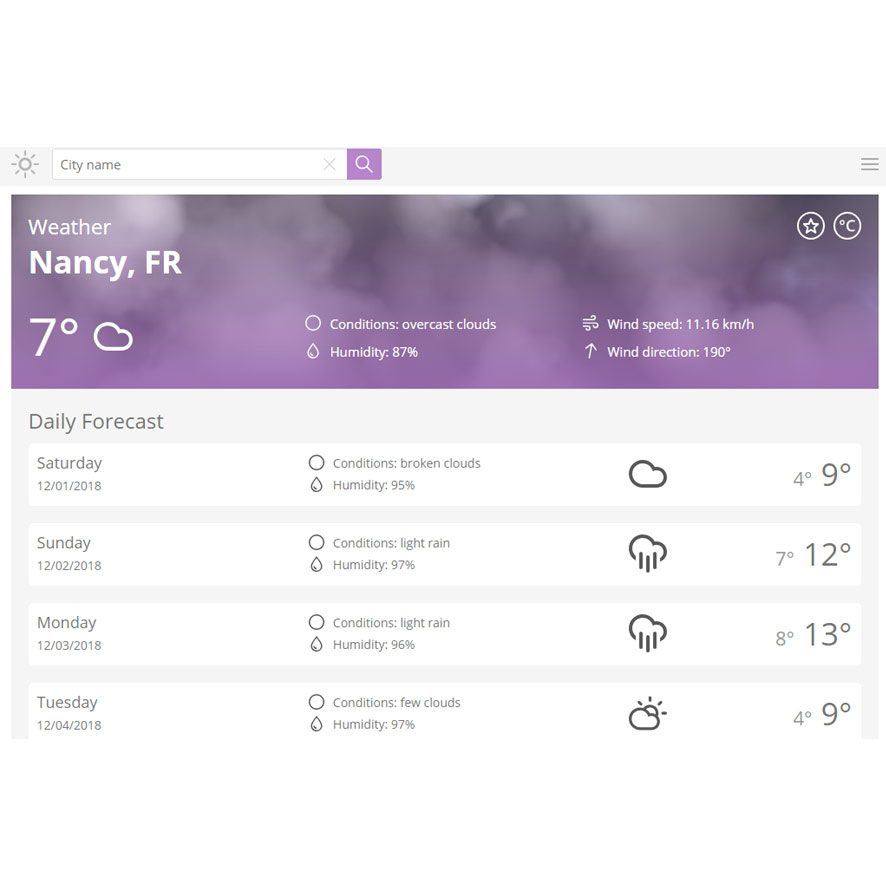 City name
°C
Weather
Nancy, FR
7°
Conditions: overcast clouds
Wind speed: 11.16 km/h
Humidity: 87%
Wind direction: 190°
Daily Forecast
Saturday
12/01/2018
Conditions: broken clouds
Humidity: 95%
4° 9°
Sunday
12/02/2018
Conditions: light rain
Humidity: 97%
7° 12°
Monday
12/03/2018
Conditions: light rain
Humidity: 96%
8° 13°
Tuesday
12/04/2018
Conditions: few clouds
Humidity: 97%
4° 9°